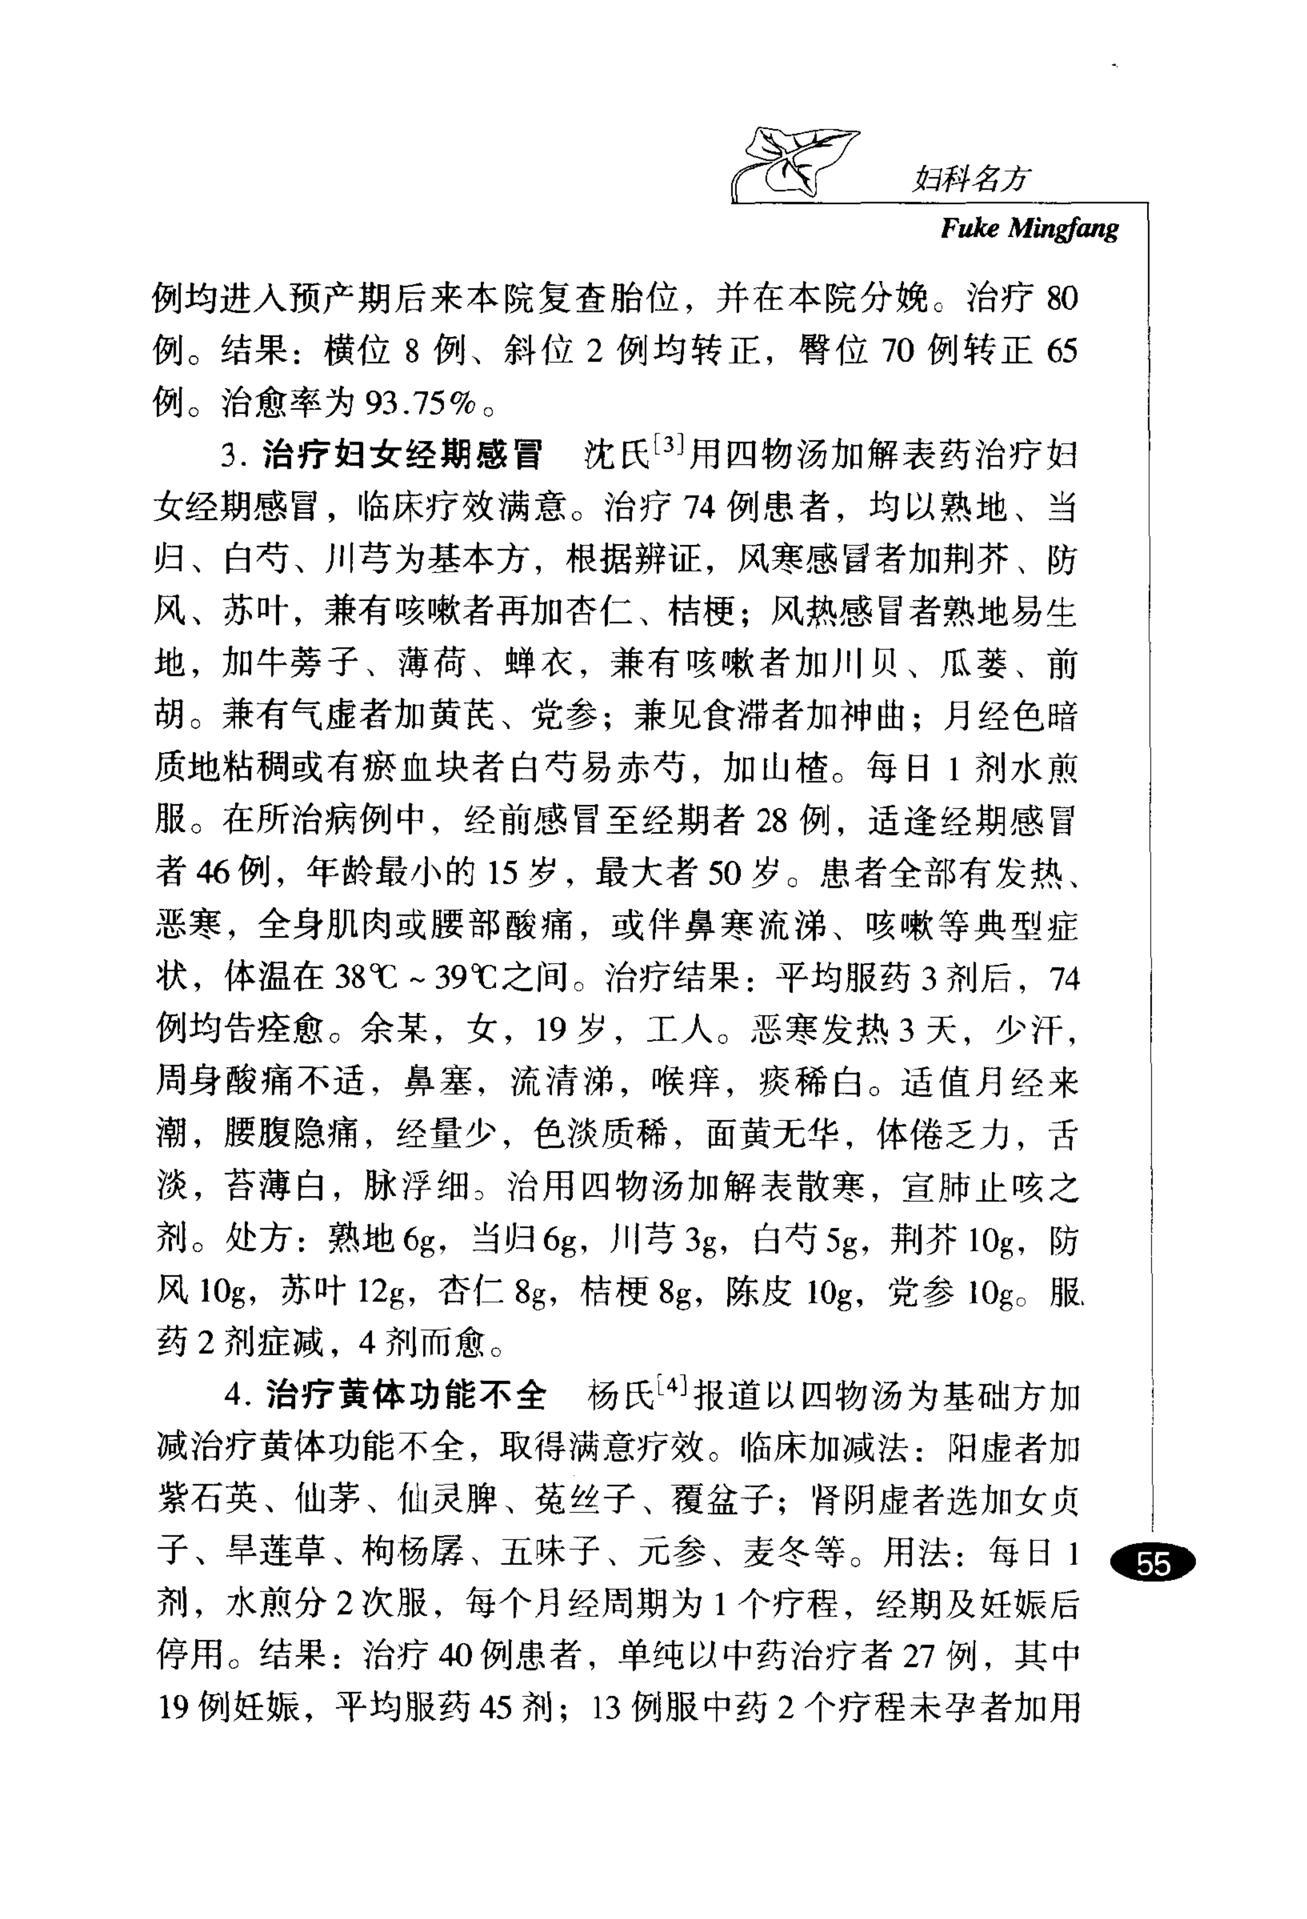 妇科名方
Fuke Mingfang
例均进入预产期后来本院复查胎位，并在本院分娩。治疗 80
例。结果：横位 8 例、斜位 2 例均转正，臀位 70 例转正 65
例。治愈率为 93.75%。
3. 治疗妇女经期感冒　沈氏[3]用四物汤加解表药治疗妇
女经期感冒，临床疗效满意。治疗 74 例患者，均以熟地、当
归、白芍、川芎为基本方，根据辨证，风寒感冒者加荆芥、防
风、苏叶，兼有咳嗽者再加杏仁、桔梗；风热感冒者熟地易生
地，加牛蒡子、薄荷、蝉衣，兼有咳嗽者加川贝、瓜蒌、前
胡。兼有气虚者加黄芪、党参；兼见食滞者加神曲；月经色暗
质地粘稠或有瘀血块者白芍易赤芍，加山楂。每日 1 剂水煎
服。在所治病例中，经前感冒至经期者 28 例，适逢经期感冒
者 46 例，年龄最小的 15 岁，最大者 50 岁。患者全部有发热、
恶寒，全身肌肉或腰部酸痛，或伴鼻寒流涕、咳嗽等典型症
状，体温在 38℃～39℃之间。治疗结果：平均服药 3 剂后，74
例均告痊愈。余某，女，19 岁，工人。恶寒发热 3 天，少汗，
周身酸痛不适，鼻塞，流清涕，喉痒，痰稀白。适值月经来
潮，腰腹隐痛，经量少，色淡质稀，面黄无华，体倦乏力，舌
淡，苔薄白，脉浮细。治用四物汤加解表散寒，宣肺止咳之
剂。处方：熟地 6g，当归 6g，川芎 3g，白芍 5g，荆芥 10g，防
风 10g，苏叶 12g，杏仁 8g，桔梗 8g，陈皮 10g，党参 10g。服
药 2 剂症减，4 剂而愈。
4. 治疗黄体功能不全　杨氏[4]报道以四物汤为基础方加
减治疗黄体功能不全，取得满意疗效。临床加减法：阳虚者加
紫石英、仙茅、仙灵脾、菟丝子、覆盆子；肾阴虚者选加女贞
子、旱莲草、枸杨孱、五味子、元参、麦冬等。用法：每日 1
剂，水煎分 2 次服，每个月经周期为 1 个疗程，经期及妊娠后
停用。结果：治疗 40 例患者，单纯以中药治疗者 27 例，其中
19 例妊娠，平均服药 45 剂；13 例服中药 2 个疗程未孕者加用
55